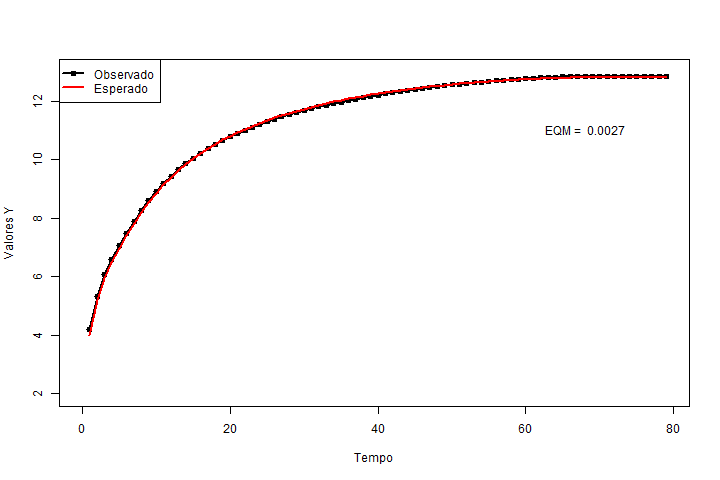 Observado
Esperado
EQM = 0.0027
Valores Y
2
4
6
8
10
12
0
20
40
60
80
Tempo